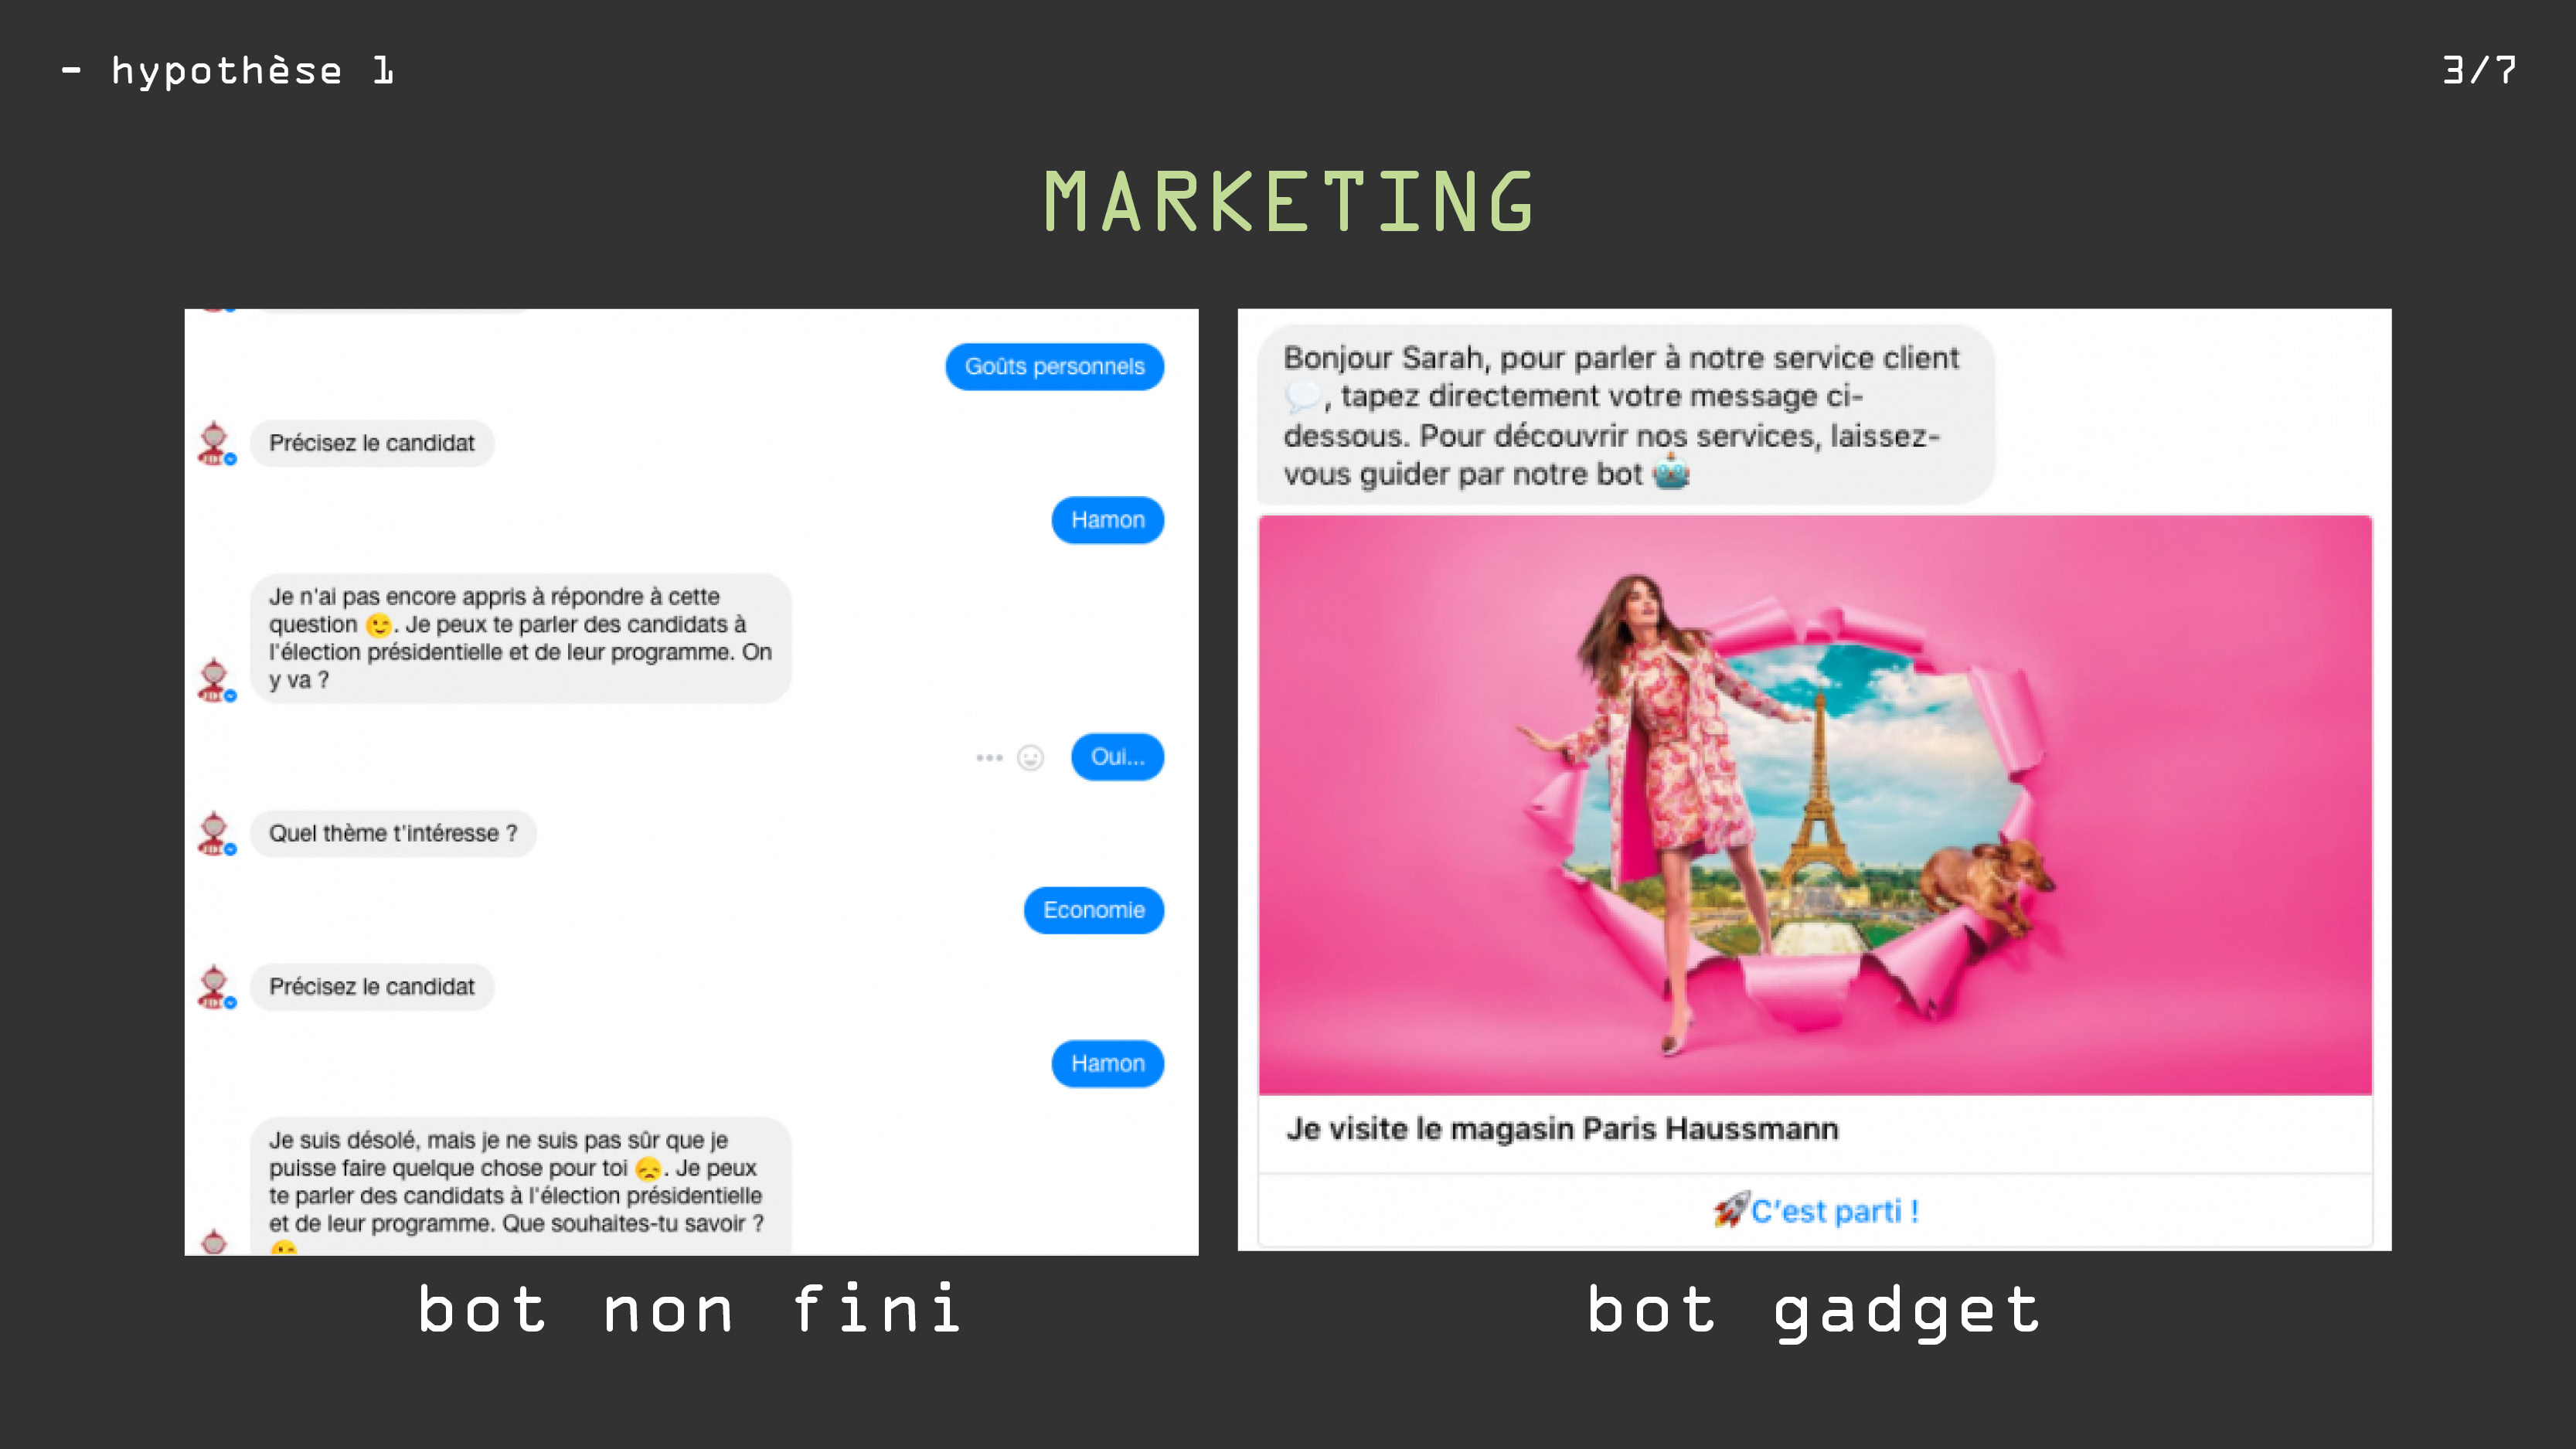 - hypothèse 1
3/7
MARKETING
Goûts personnels
Précisez le candidat
Hamon
Je n'ai pas encore appris à répondre à cette
question 😉. Je peux te parler des candidats à
l'élection présidentielle et de leur programme. On
y va ?
Oui...
Quel thème t'intéresse ?
Economie
Précisez le candidat
Hamon
Je suis désolé, mais je ne suis pas sûr que je
puisse faire quelque chose pour toi 😞. Je peux
te parler des candidats à l'élection présidentielle
et de leur programme. Que souhaites-tu savoir ?
bot non fini
Bonjour Sarah, pour parler à notre service client
💬, tapez directement votre message ci-
dessous. Pour découvrir nos services, laissez-
vous guider par notre bot 🤖
Je visite le magasin Paris Haussmann
🚀C'est parti !
bot gadget